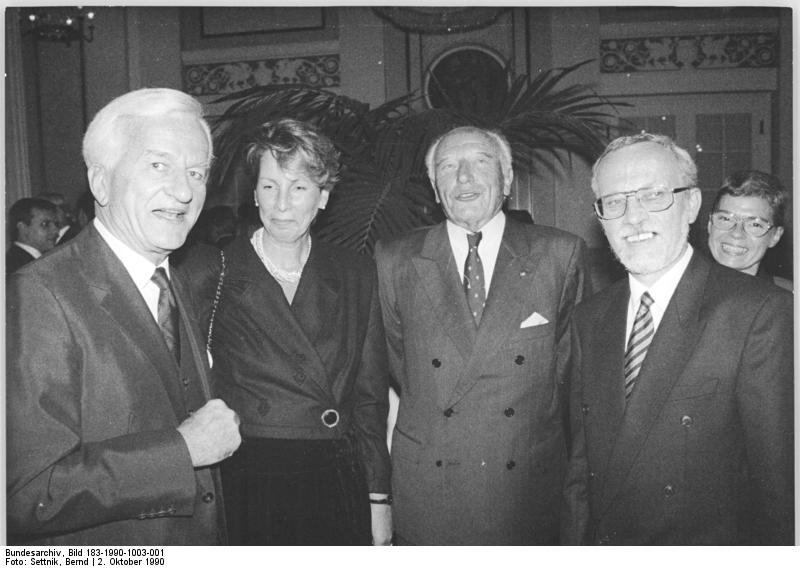 Bundesarchiv, Bild 183-1990-1003-001
Foto: Settnik, Bernd | 2. Oktober 1990